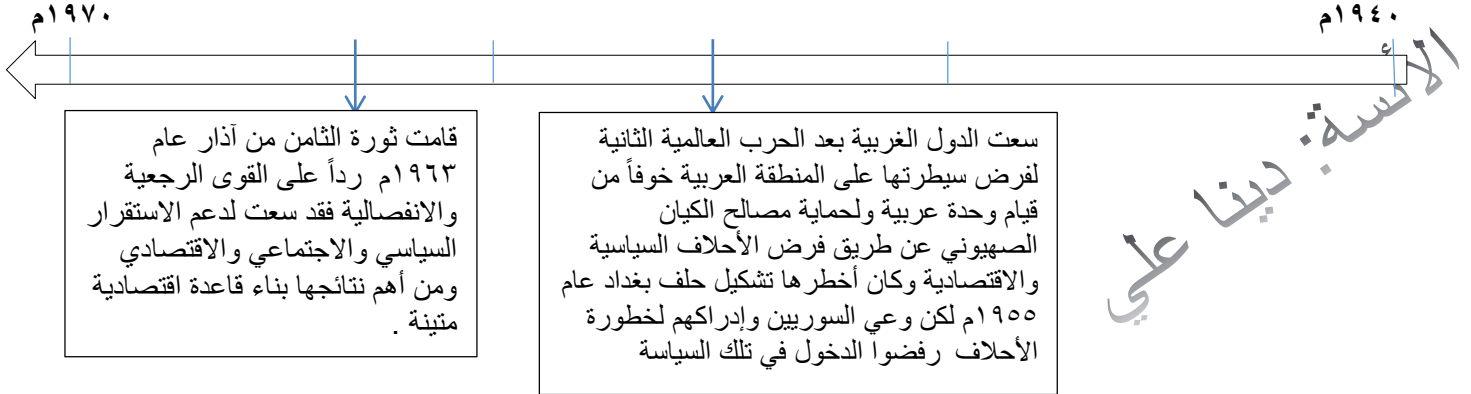 ١٩٤٠م
١٩٧٠م
سعت الدول الغربية بعد الحرب العالمية الثانية
لفرض سيطرتها على المنطقة العربية خوفاً من
قيام وحدة عربية ولحماية مصالح الكيان
الصهيوني عن طريق فرض الأحلاف السياسية
والاقتصادية وكان أخطرها تشكيل حلف بغداد عام
١٩٥٥م لكن وعي السوريين وإدراكهم لخطورة
الأحلاف رفضوا الدخول في تلك السياسة
قامت ثورة الثامن من آذار عام
١٩٦٣م رداً على القوى الرجعية
والانفصالية فقد سعت لدعم الاستقرار
السياسي والاجتماعي والاقتصادي
ومن أهم نتائجها بناء قاعدة اقتصادية
متينة .
الأنسة: دينا علي